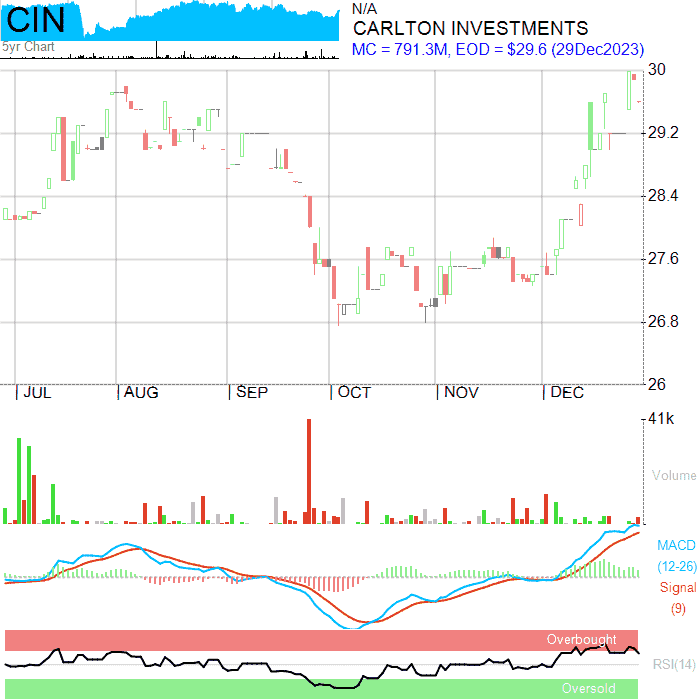 CIN
5yr Chart
N/A
CARLTON INVESTMENTS
MC = 791.3M, EOD = $29.6 (29Dec2023)
30
29.2
28.4
27.6
26.8
26
JUL AUG SEP OCT NOV DEC
41k
Volume
MACD
(12-26)
Signal
(9)
Overbought
RSI(14)
Oversold